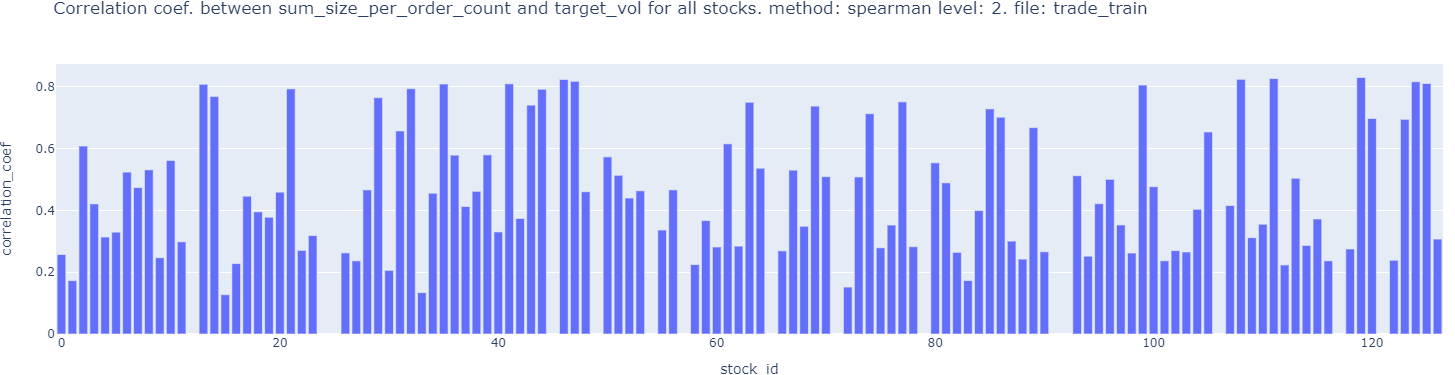 Correlation coef. between sum_size_per_order_count and target_vol for all stocks. method: spearman level: 2. file: trade_train
correlation_coef
0.8
0.6
0.4
0.2
0
0 20 40 60 80 100 120
stock_id